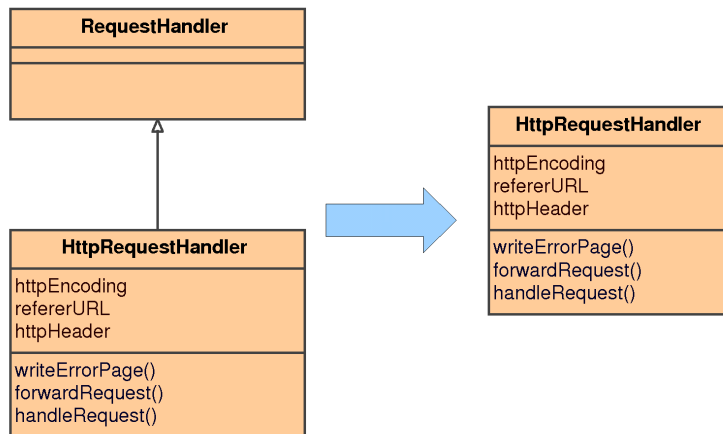 RequestHandler
HttpRequestHandler
httpEncoding
refererURL
httpHeader
writeErrorPage()
forwardRequest()
handleRequest()
HttpRequestHandler
httpEncoding
refererURL
httpHeader
writeErrorPage()
forwardRequest()
handleRequest()